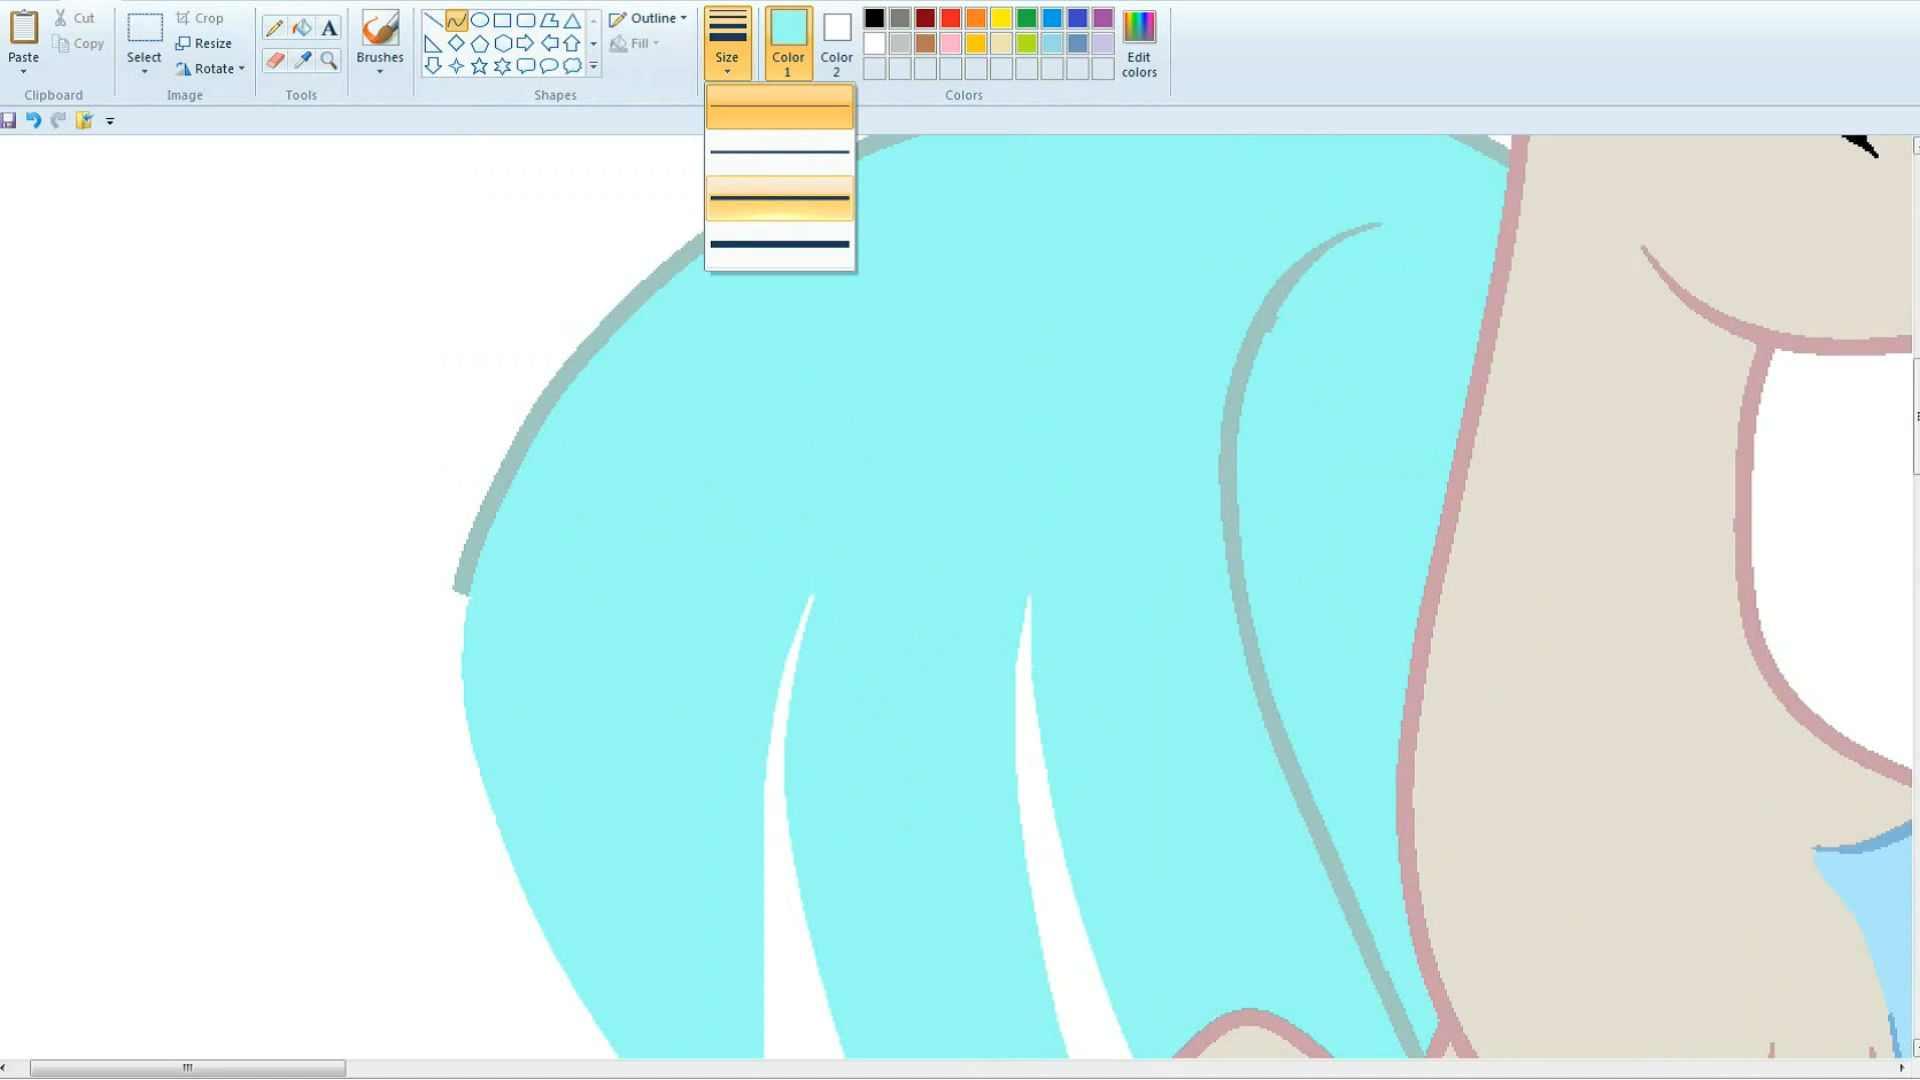 Paste
Cut
Copy
Clipboard
Select
Crop
Resize
Rotate
Image
A
Tools
Brushes
Shapes
Outline
Fill
Size
Color
1
Color
2
Edit
colors
Colors